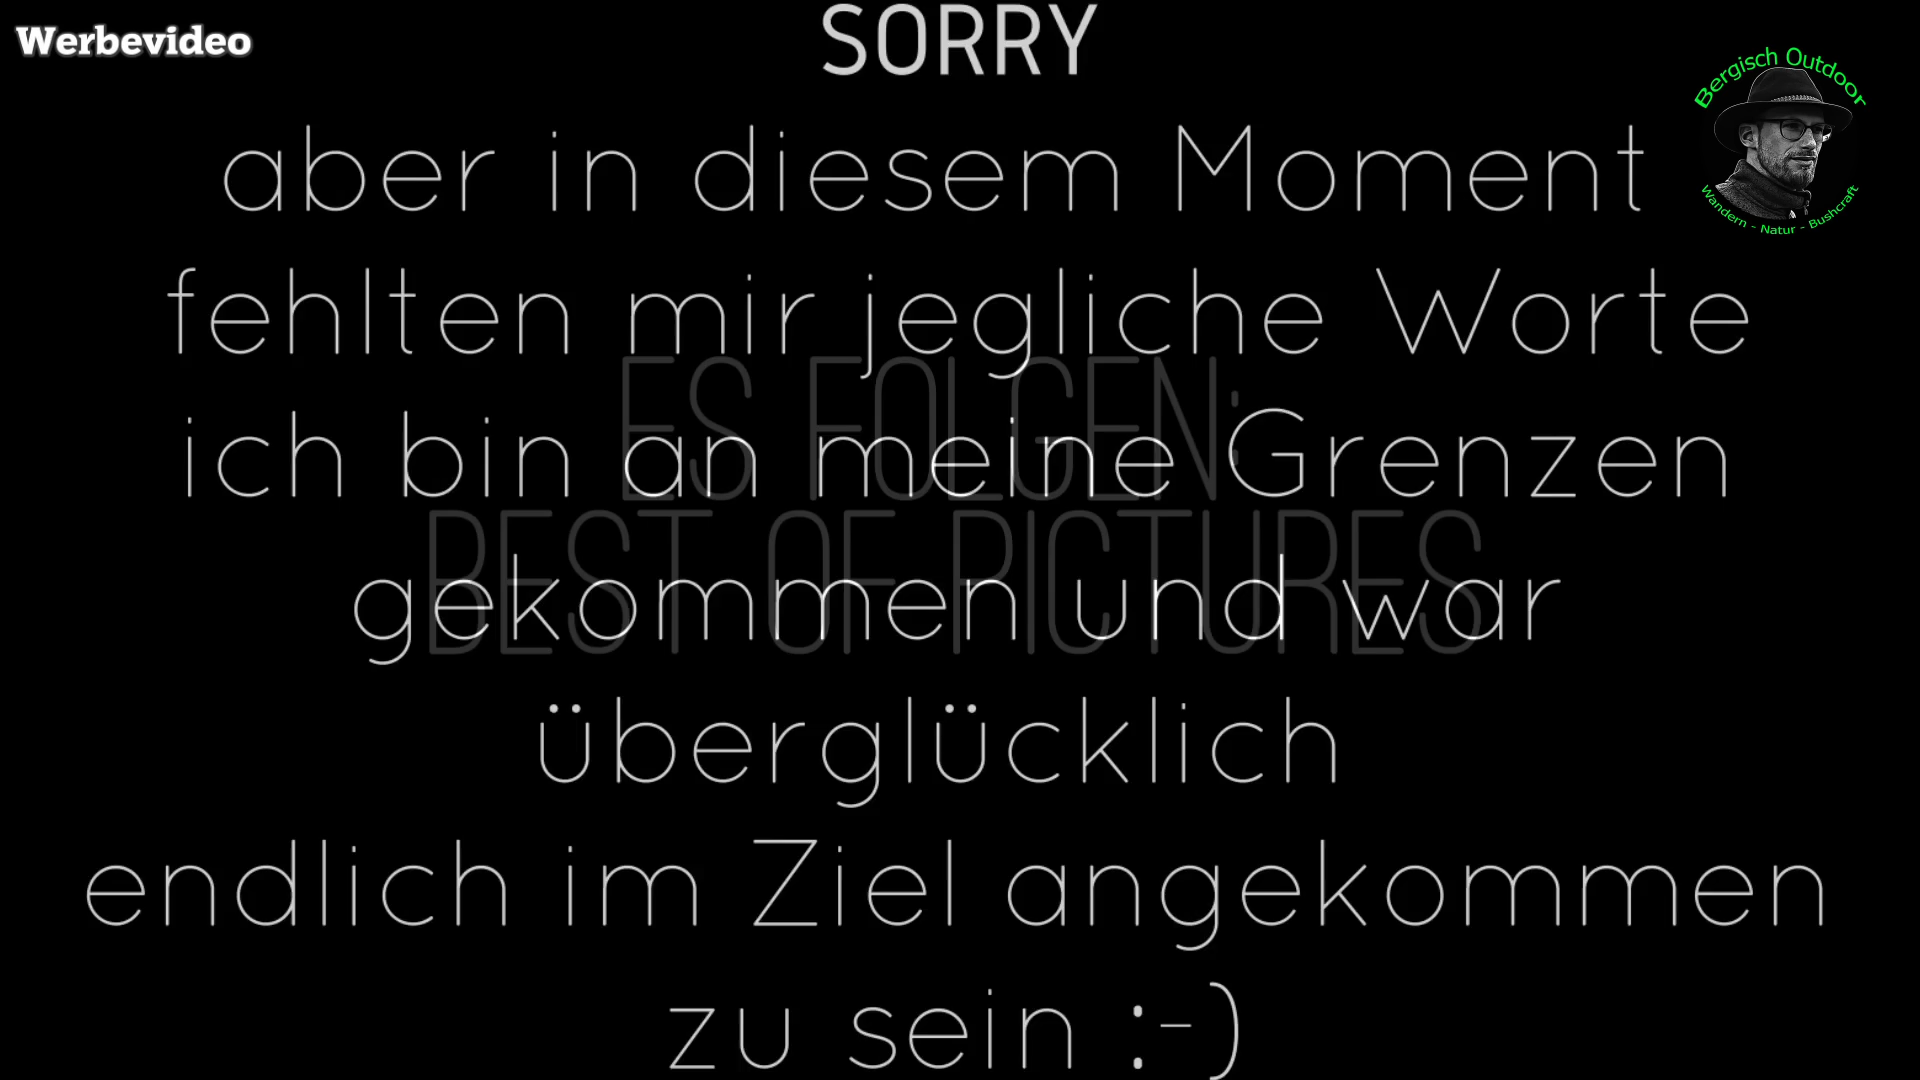 Werbevideo
SORRY
Bergisch Outdoor
Wandern - Natur - Bushcraft
aber in diesem Moment
fehlten mir jegliche Worte
ich bin an meine Grenzen
gekommen und war
überglücklich
endlich im Ziel angekommen
zu sein :-)
ES FOLGEN:
BEST OF PICTURES